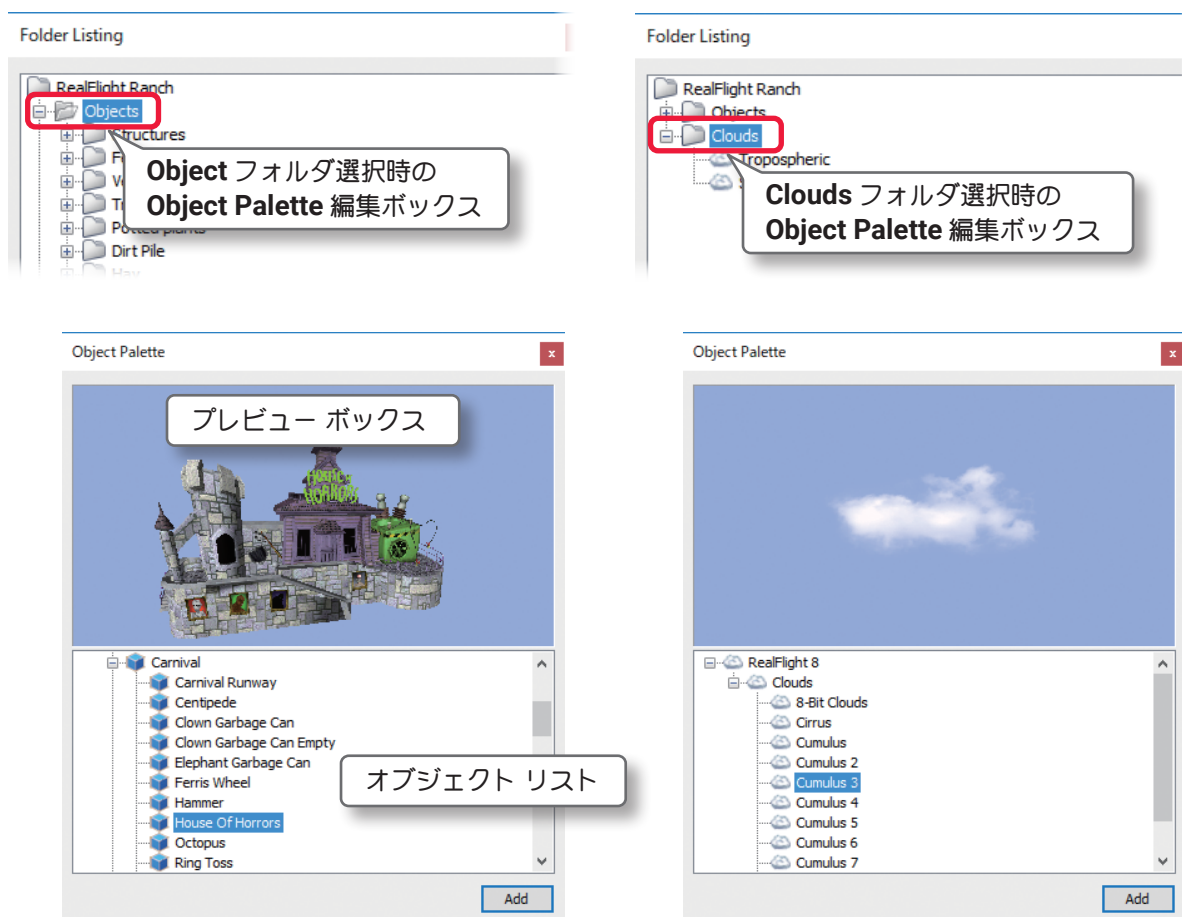 Folder Listing
RealFlight Ranch
Objects
Structures
Dirt Pile
Hay
Object フォルダ選択時の
Object Palette 編集ボックス
Folder Listing
RealFlight Ranch
Objects
Clouds
Tropospheric
Clouds フォルダ選択時の
Object Palette 編集ボックス
Object Palette
x
プレビュー ボックス
HOUSE OF
HORRORS
Carnival
Carnival Runway
Centipede
Clown Garbage Can
Clown Garbage Can Empty
Elephant Garbage Can
Ferris Wheel
Hammer
House Of Horrors
Octopus
Ring Toss
オブジェクト リスト
Add
Object Palette
x
RealFlight 8
Clouds
8-Bit Clouds
Cirrus
Cumulus
Cumulus 2
Cumulus 3
Cumulus 4
Cumulus 5
Cumulus 6
Cumulus 7
Add